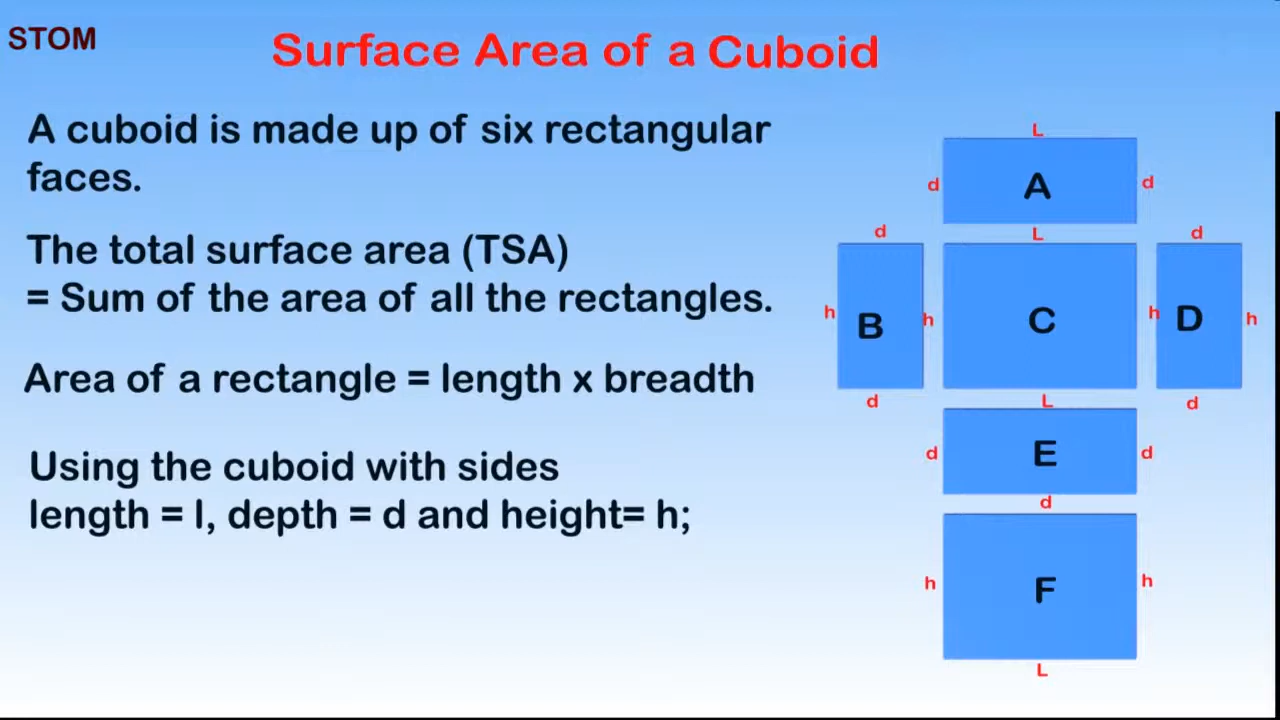 STOM
Surface Area of a Cuboid
A cuboid is made up of six rectangular
faces.
The total surface area (TSA)
= Sum of the area of all the rectangles.
Area of a rectangle = length x breadth
Using the cuboid with sides
length = l, depth = d and height= h;
L
d A d
d L d
h B h C h D h
d L d
d E d
d
h F h
L